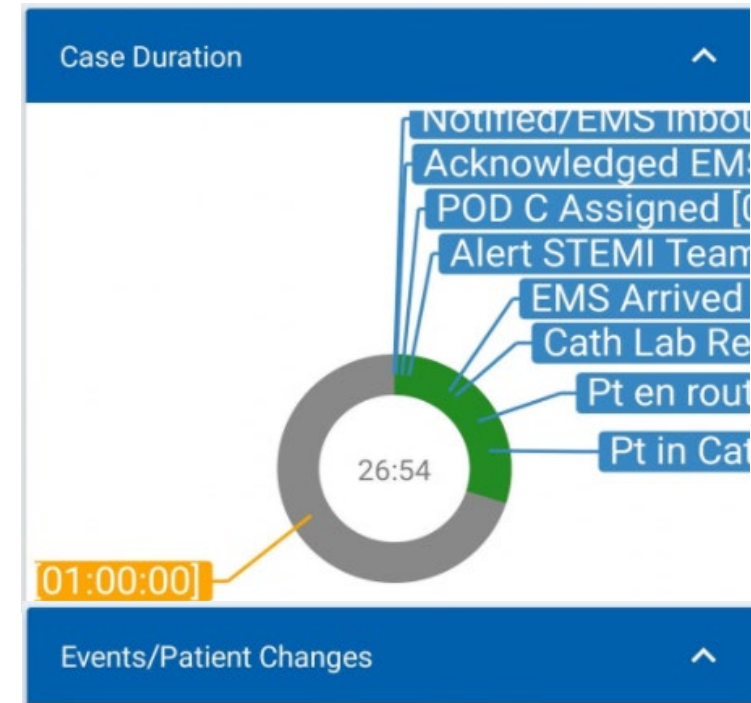 Case Duration
Notified/EMS Inbou
Acknowledged EMS
POD C Assigned [0
Alert STEMI Team
EMS Arrived
Cath Lab Re
Pt en rout
Pt in Cat
26:54
[01:00:00]
Events/Patient Changes